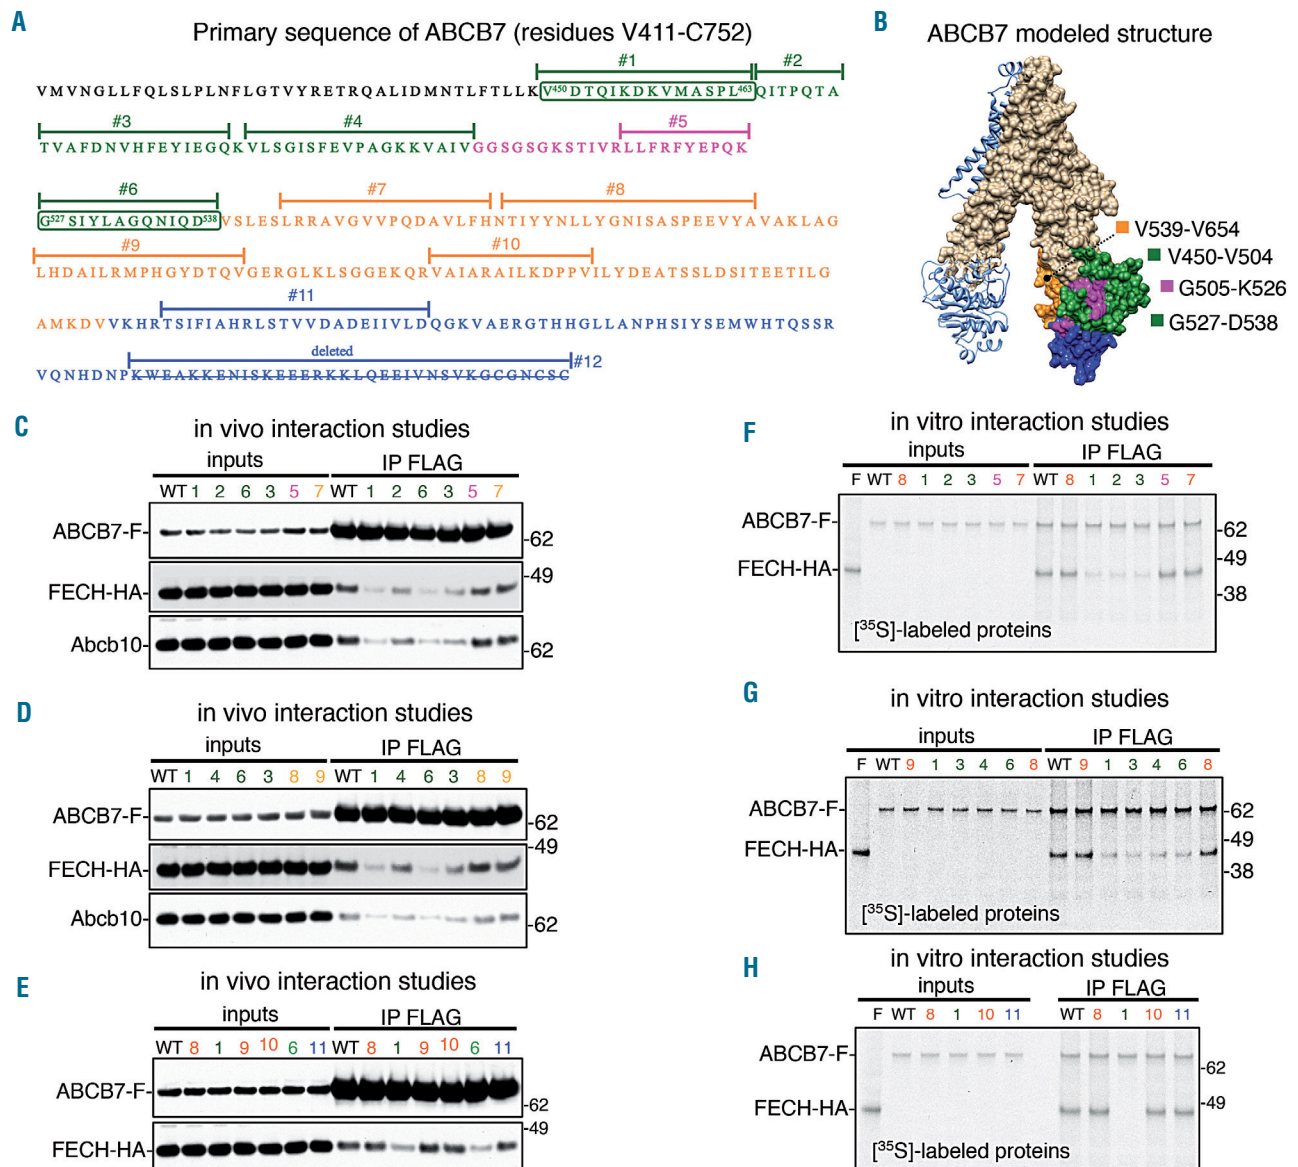 A
Primary sequence of ABCB7 (residues V411-C752)
#1
#2
VMVNGLLFQLSLPLNFLGTVYRETRQALIDMNTLFTLLKV450DTQIKDKVMASPL463QITPQTA
#3
#4
#5
TVAFDNVHFEYIEGQKVLSGISFEVPAGKKVAIVGGSGSGKSTIVRLLFRFYEPQK
#6
#7
#8
G527SIYLAGQNIQD538VSLESLRRAVGVVPQDAVLFHNTIYYNLLYGNISASPEEVYAVAKLAG
#9
#10
LHDAILRMPHGYDTQVGERGLKLSGGEKQRVAIARAILKDPPVILYDEATSSLDSITEETILG
#11
AMKDVVKHRTSIFIAHRLSTVVDADEIIVLDQGKVAERGTHHGLLANPHSIYSEMWHTQSSR
deleted
#12
VQNHDNPKWEAKKENISKEEERKKLQEEIVNSVKGCGNCSC
B
ABCB7 modeled structure
V539-V654
V450-V504
G505-K526
G527-D538
C
in vivo interaction studies
inputs
IP FLAG
WT 1 2 6 3 5 7 WT 1 2 6 3 5 7
ABCB7-F-
-62
-49
FECH-HA-
Abcb10-
-62
D
in vivo interaction studies
inputs
IP FLAG
WT 1 4 6 3 8 9 WT 1 4 6 3 8 9
ABCB7-F-
-62
-49
FECH-HA-
Abcb10-
-62
E
in vivo interaction studies
inputs
IP FLAG
WT 8 1 9 10 6 11 WT 8 1 9 10 6 11
ABCB7-F-
-62
-49
FECH-HA-
F
in vitro interaction studies
inputs
IP FLAG
F WT 8 1 2 3 5 7 WT 8 1 2 3 5 7
ABCB7-F-
-62
-49
FECH-HA-
-38
[35S]-labeled proteins
G
in vitro interaction studies
inputs
IP FLAG
F WT 9 1 3 4 6 8 WT 9 1 3 4 6 8
ABCB7-F-
-62
-49
FECH-HA-
-38
[35S]-labeled proteins
H
in vitro interaction studies
inputs
IP FLAG
F WT 8 1 10 11 WT 8 1 10 11
ABCB7-F-
-62
FECH-HA-
-49
[35S]-labeled proteins